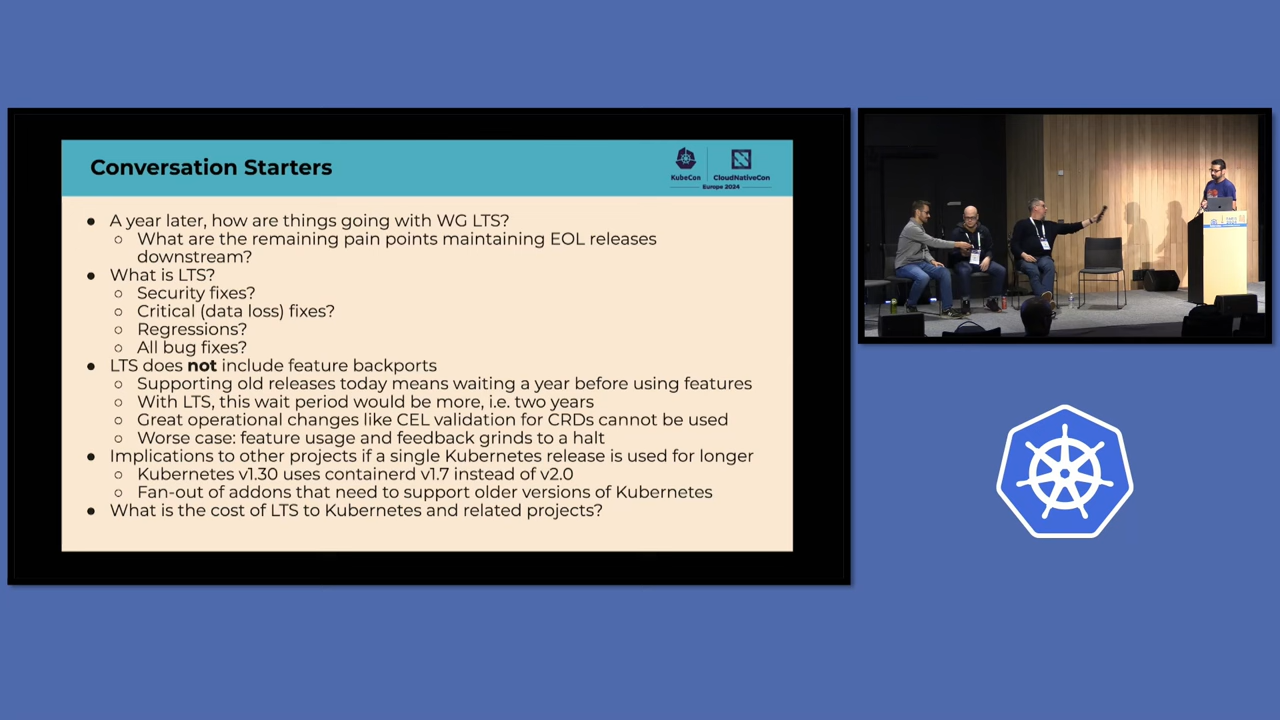 Conversation Starters
KubeCon
CloudNativeCon
Europe 2024
● A year later, how are things going with WG LTS?
○ What are the remaining pain points maintaining EOL releases
downstream?
● What is LTS?
○ Security fixes?
○ Critical (data loss) fixes?
○ Regressions?
○ All bug fixes?
● LTS does not include feature backports
○ Supporting old releases today means waiting a year before using features
○ With LTS, this wait period would be more, i.e. two years
○ Great operational changes like CEL validation for CRDs cannot be used
○ Worse case: feature usage and feedback grinds to a halt
● Implications to other projects if a single Kubernetes release is used for longer
○ Kubernetes v1.30 uses containerd v1.7 instead of v2.0
○ Fan-out of addons that need to support older versions of Kubernetes
● What is the cost of LTS to Kubernetes and related projects?